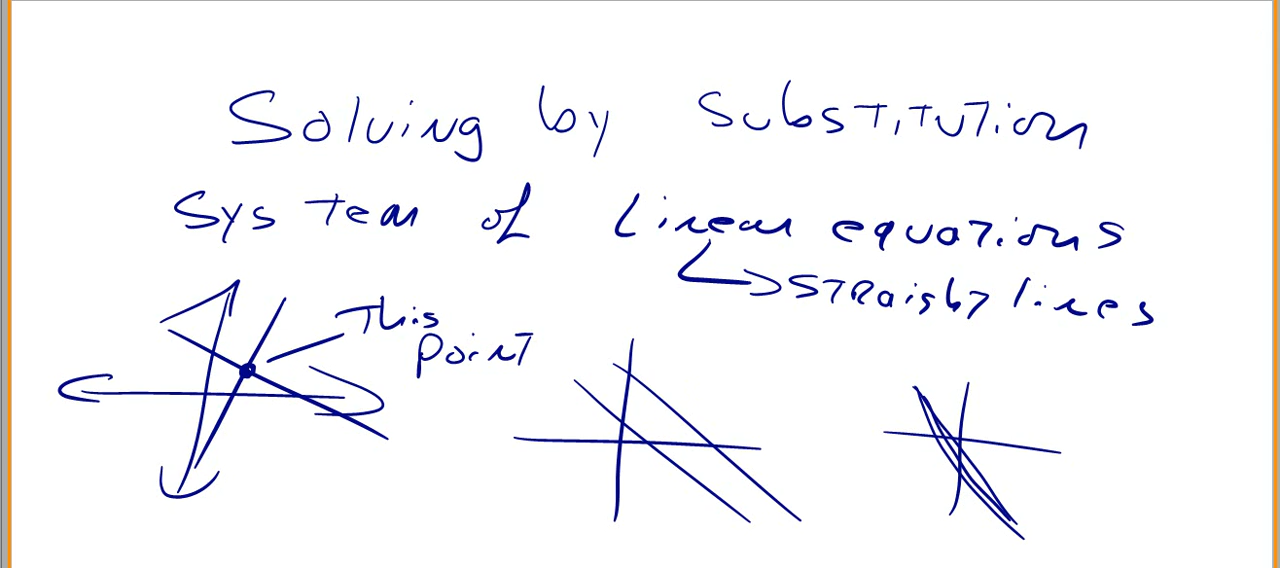 Solving by Substitution
System of Linear equations
straight lines
This
point